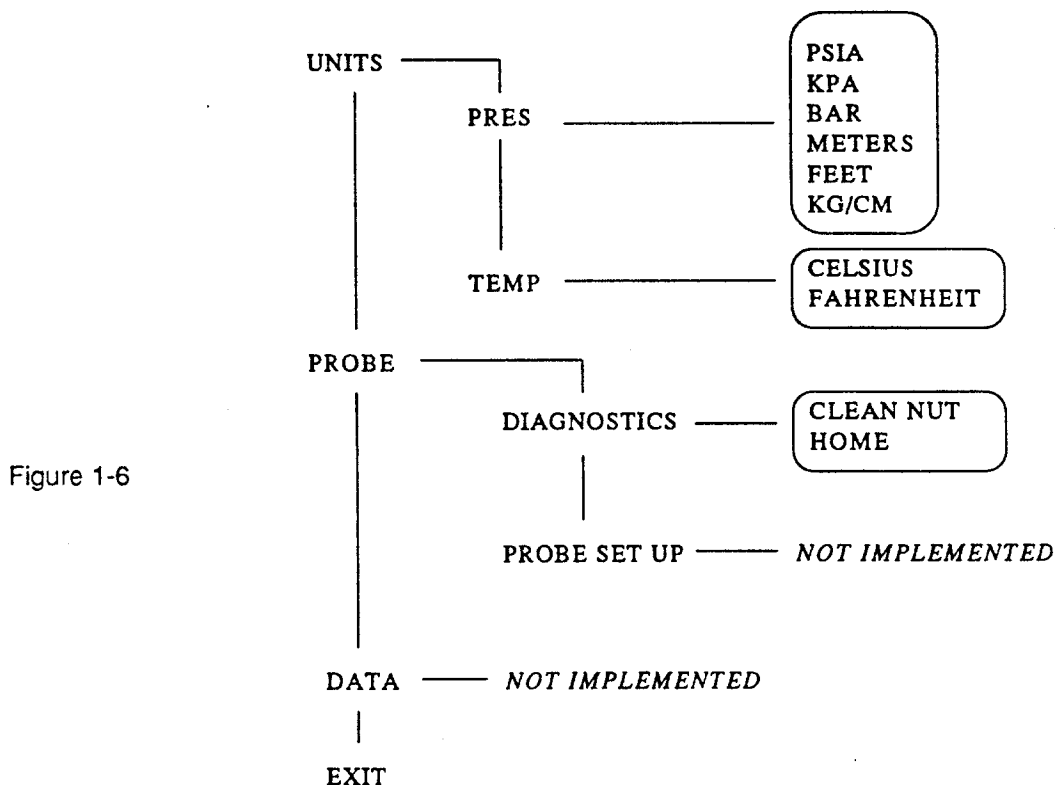 UNITS
PRES
PSIA
KPA
BAR
METERS
FEET
KG/CM
TEMP
CELSIUS
FAHRENHEIT
PROBE
DIAGNOSTICS
CLEAN NUT
HOME
Figure 1-6
PROBE SET UP
NOT IMPLEMENTED
DATA
NOT IMPLEMENTED
EXIT